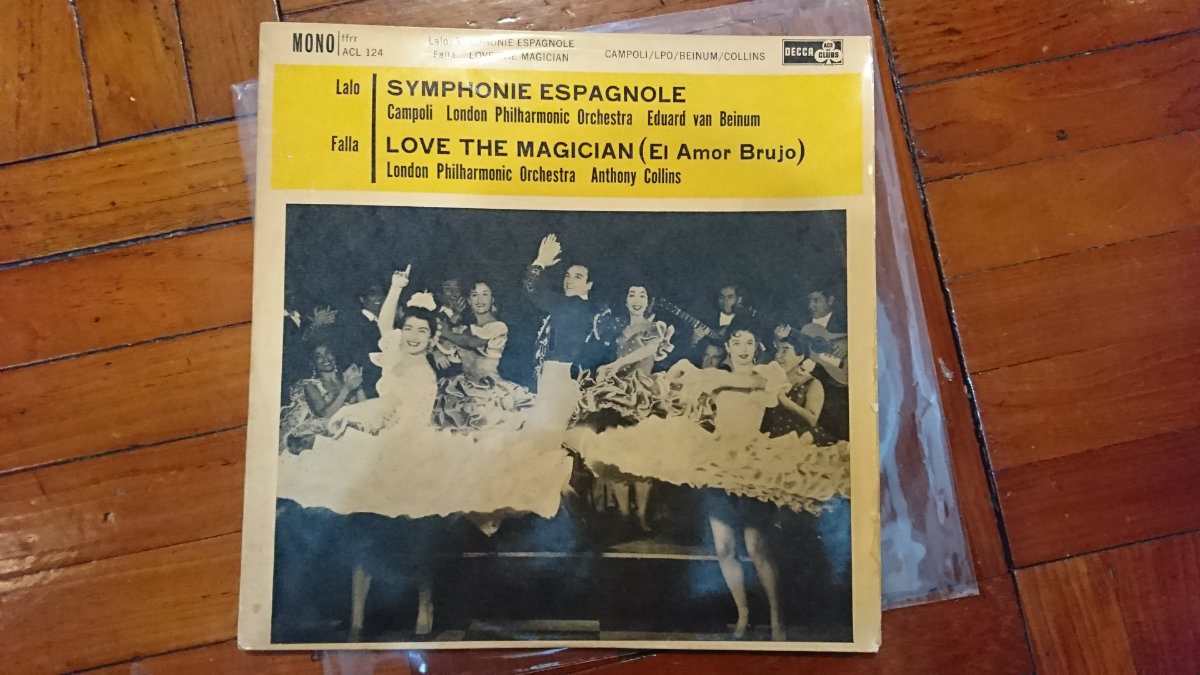 MONO ffrr ACL 124
Lalo: SYMPHONIE ESPAGNOLE
Falla: LOVE THE MAGICIAN
CAMPOLI/LPO/BEINUM/COLLINS
DECCA ACE OF CLUBS
Lalo SYMPHONIE ESPAGNOLE
Campoli London Philharmonic Orchestra Eduard van Beinum
Falla LOVE THE MAGICIAN (El Amor Brujo)
London Philharmonic Orchestra Anthony Collins